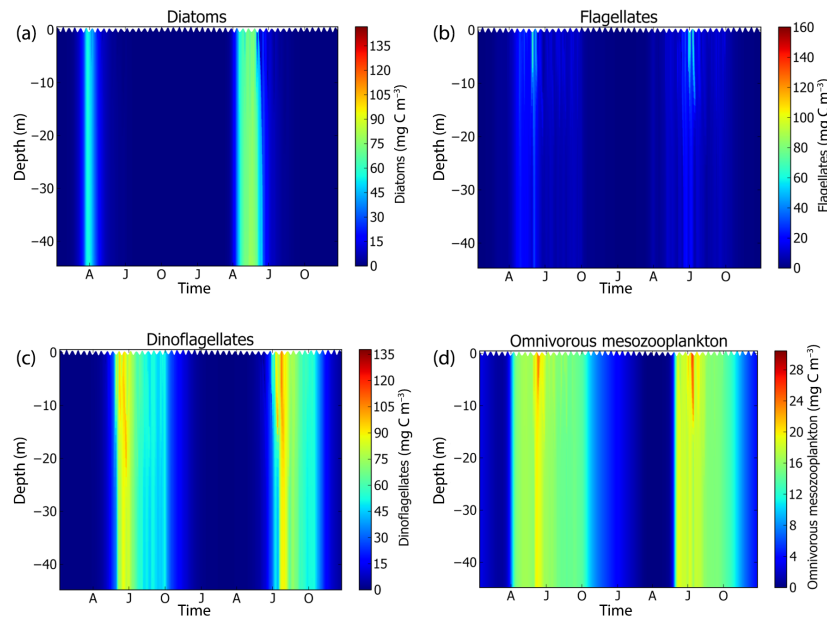 Diatoms
Flagellates
(a)
0
−10
−20
−30
−40
Depth (m)
A J O J A J O
Time
135
120
105
90
75
60
45
30
15
0
Diatoms (mg C m⁻³)
(b)
0
−10
−20
−30
−40
Depth (m)
A J O J A J O
Time
160
140
120
100
80
60
40
20
0
Flagellates (mg C m⁻³)
Dinoflagellates
Omnivorous mesozooplankton
(c)
0
−10
−20
−30
−40
Depth (m)
A J O J A J O
Time
135
120
105
90
75
60
45
30
15
0
Dinoflagellates (mg C m⁻³)
(d)
0
−10
−20
−30
−40
Depth (m)
A J O J A J O
Time
28
24
20
16
12
8
4
0
Omnivorous mesozooplankton (mg C m⁻³)